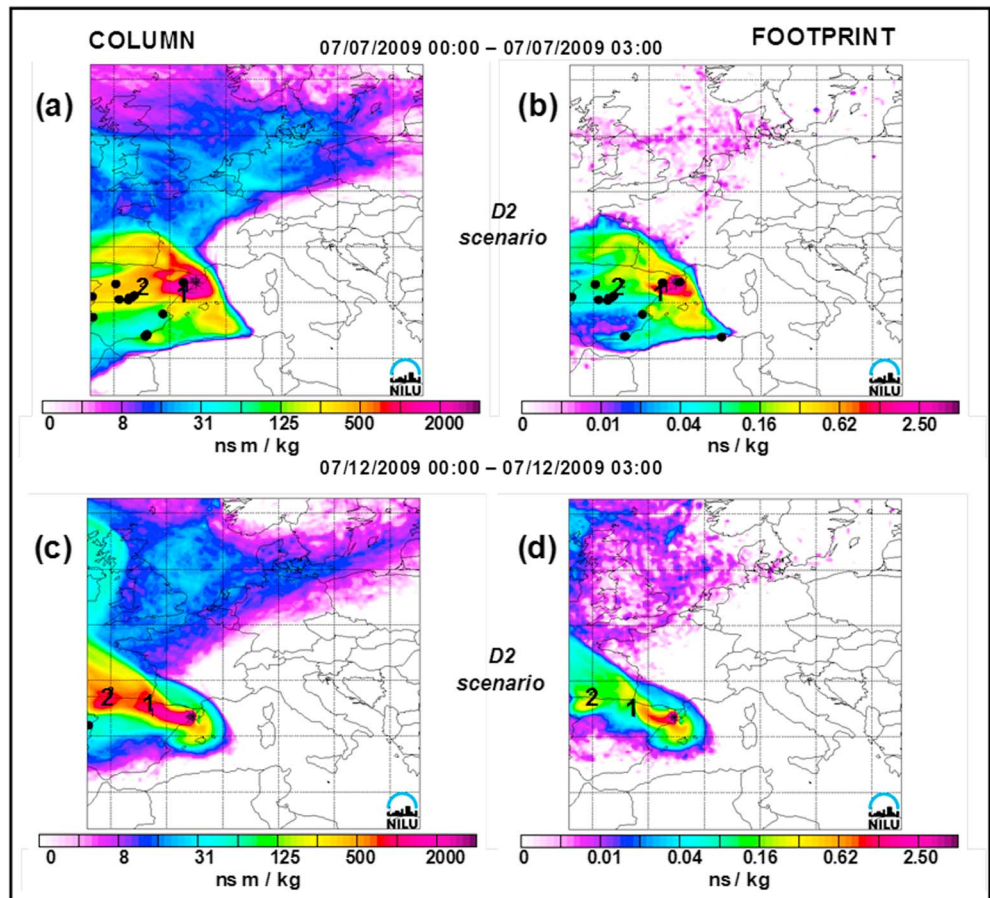 COLUMN
07/07/2009 00:00 – 07/07/2009 03:00
FOOTPRINT
(a)
(b)
D2
scenario
2
1
2
1
NILU
NILU
0 8 31 125 500 2000
ns m / kg
0 0.01 0.04 0.16 0.62 2.50
ns / kg
07/12/2009 00:00 – 07/12/2009 03:00
(c)
(d)
D2
scenario
2
1
2
1
NILU
NILU
0 8 31 125 500 2000
ns m / kg
0 0.01 0.04 0.16 0.62 2.50
ns / kg